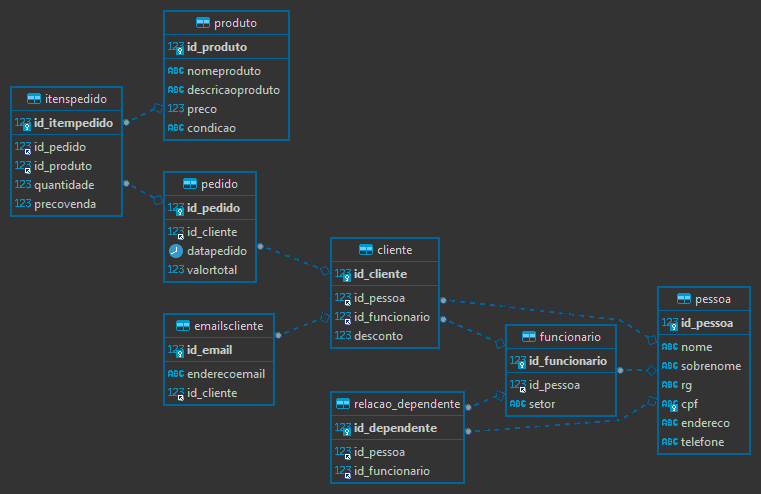 produto
123 id_produto
ABC nomeproduto
ABC descricaoproduto
123 preco
ABC condicao
itenspedido
123 id_itempedido
123 id_pedido
123 id_produto
123 quantidade
123 precovenda
pedido
123 id_pedido
123 id_cliente
datapedido
123 valortotal
cliente
123 id_cliente
123 id_pessoa
123 id_funcionario
123 desconto
emailscliente
123 id_email
ABC enderecoemail
123 id_cliente
pessoa
123 id_pessoa
ABC nome
ABC sobrenome
ABC rg
ABC cpf
ABC endereco
ABC telefone
funcionario
123 id_funcionario
123 id_pessoa
ABC setor
relacao_dependente
123 id_dependente
123 id_pessoa
123 id_funcionario